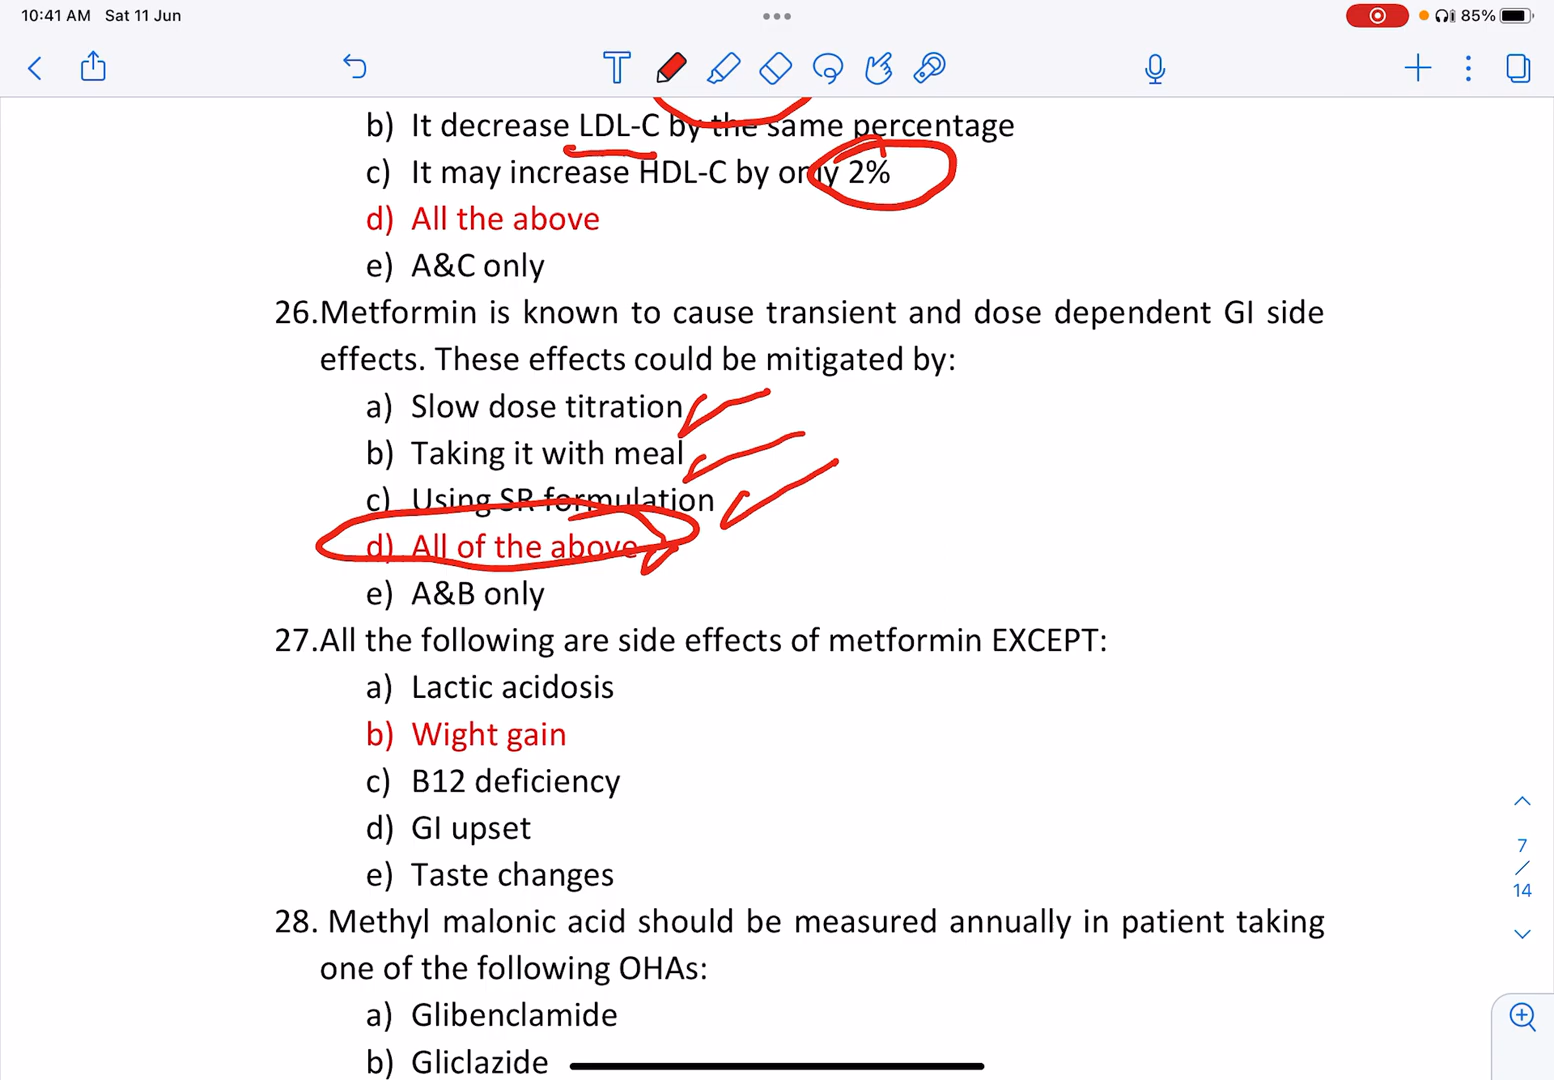 10:41 AM Sat 11 Jun
85%
b) It decrease LDL-C by the same percentage
c) It may increase HDL-C by only 2%
d) All the above
e) A&C only
26.Metformin is known to cause transient and dose dependent GI side
effects. These effects could be mitigated by:
a) Slow dose titration
b) Taking it with meal
c) Using SR formulation
d) All of the above
e) A&B only
27.All the following are side effects of metformin EXCEPT:
a) Lactic acidosis
b) Wight gain
c) B12 deficiency
d) GI upset
e) Taste changes
28. Methyl malonic acid should be measured annually in patient taking
one of the following OHAs:
a) Glibenclamide
b) Gliclazide
7
/
14